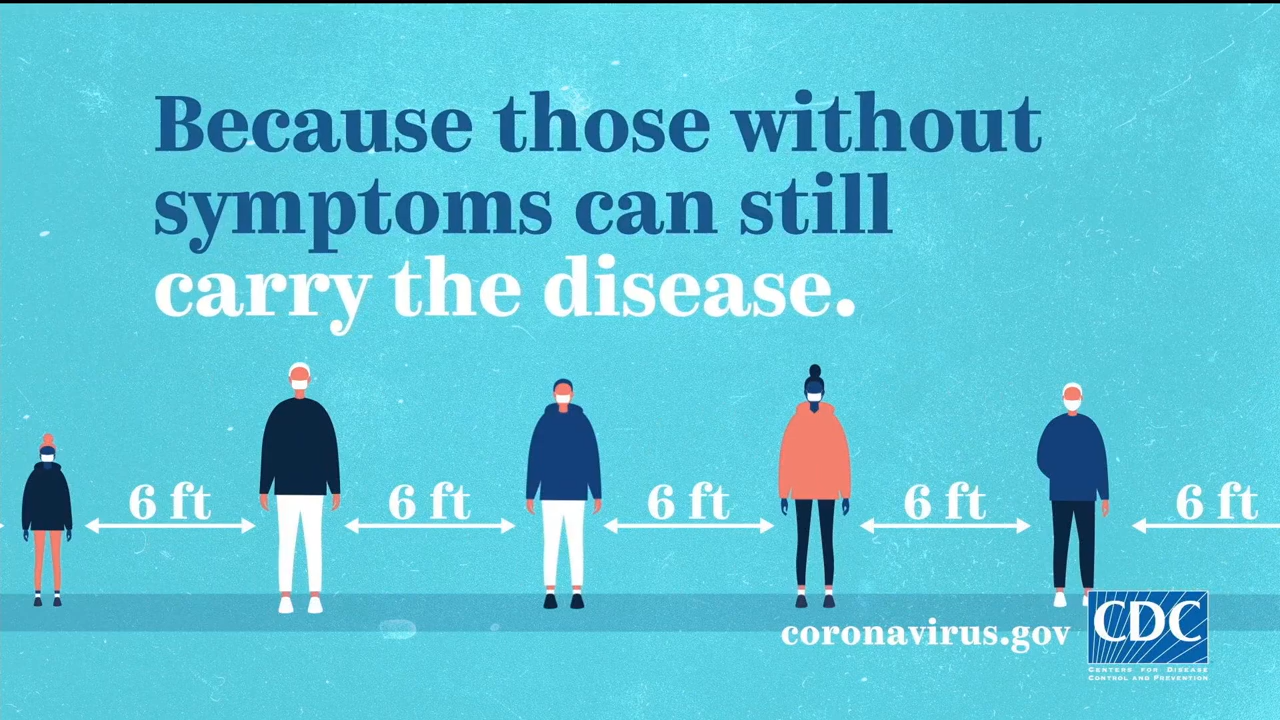 Because those without
symptoms can still
carry the disease.
6 ft
6 ft
6 ft
6 ft
6 ft
coronavirus.gov
CDC
CENTERS FOR DISEASE
CONTROL AND PREVENTION